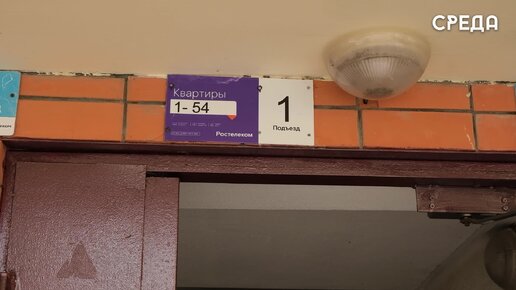 СРЕДА
Квартиры
1- 54
Ростелеком
1
Подъезд